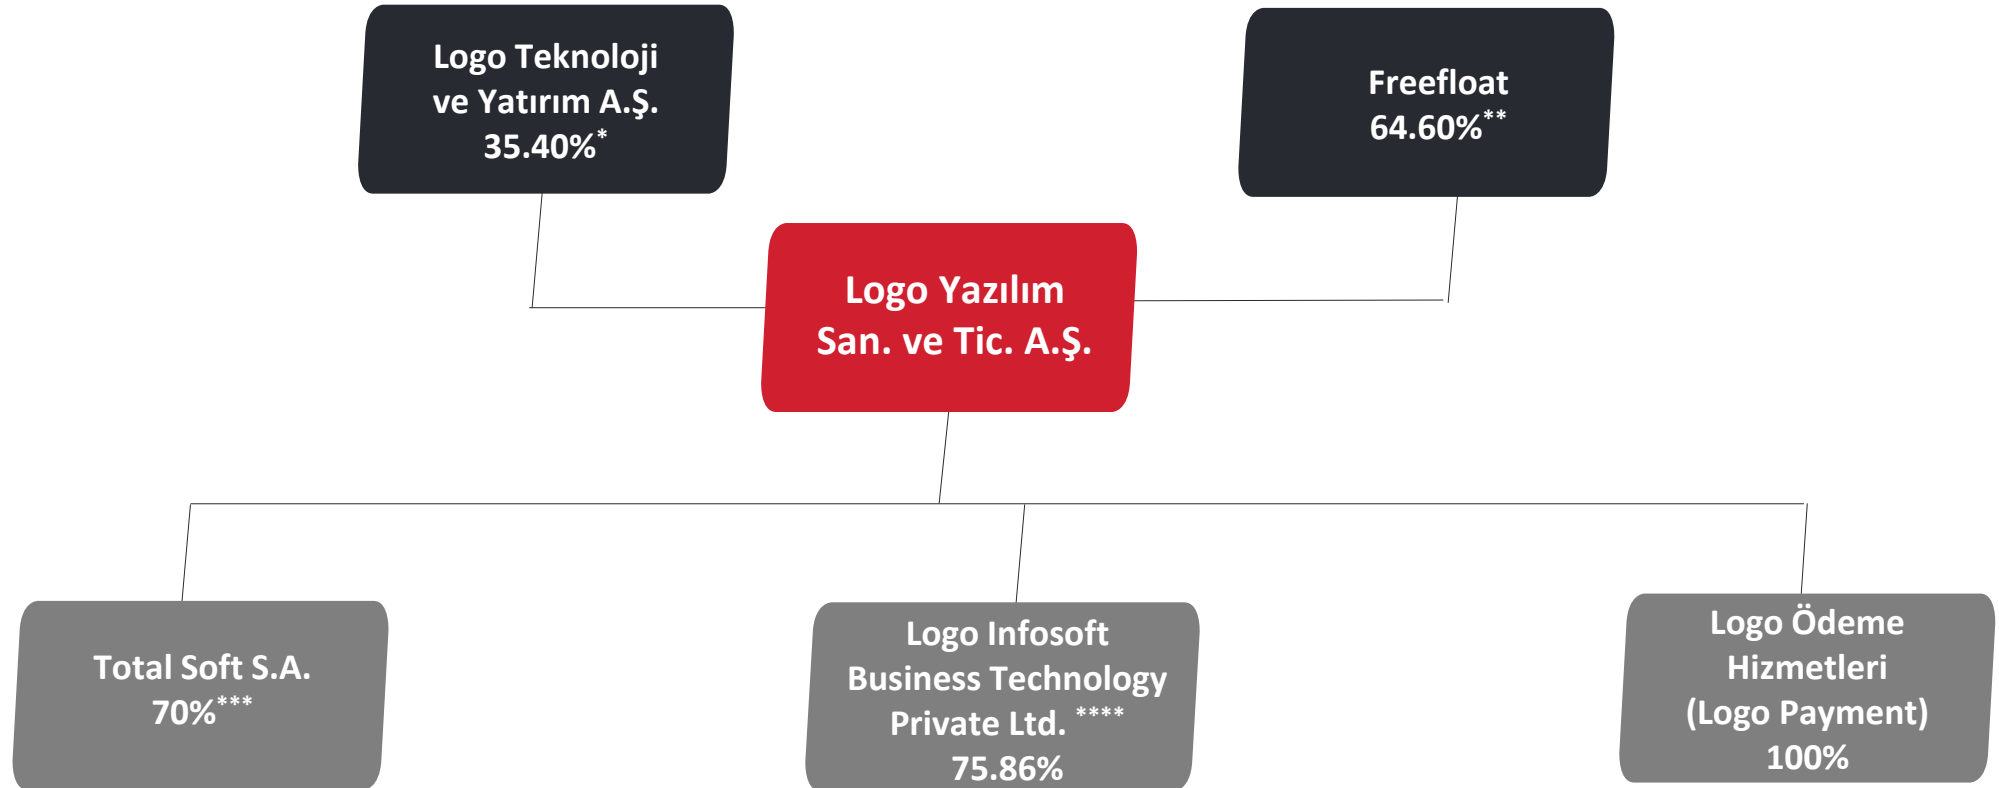 Logo Teknoloji
ve Yatırım A.Ş.
35.40%*
Freefloat
64.60%**
Logo Yazılım
San. ve Tic. A.Ş.
Total Soft S.A.
70%***
Logo Infosoft
Business Technology
Private Ltd. ****
75.86%
Logo Ödeme
Hizmetleri
(Logo Payment)
100%